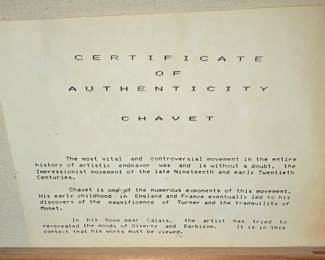 CERTIFICATE
OF
AUTHENTICITY
CHAVET
The most vital and controversial movement in the entire
history of artistic endeavor was and is without a doubt, the
Impressionist movement of the late Nineteenth and early Twentieth
Centuries.
Chavet is one of the numerous exponents of this movement.
His early childhood in England and France eventually led to his
discovery of the magnificence of Turner and the tranquility of
Monet.
In his home near Calais, the artist has tried to
re-created the moods of Giverny and Barbizom. It is in this
context that his works must be viewed.